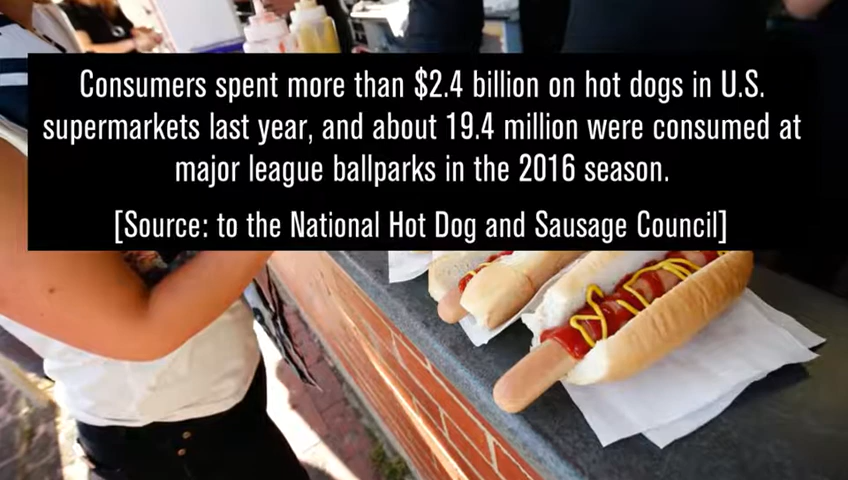 Consumers spent more than $2.4 billion on hot dogs in U.S.
supermarkets last year, and about 19.4 million were consumed at
major league ballparks in the 2016 season.
[Source: to the National Hot Dog and Sausage Council]